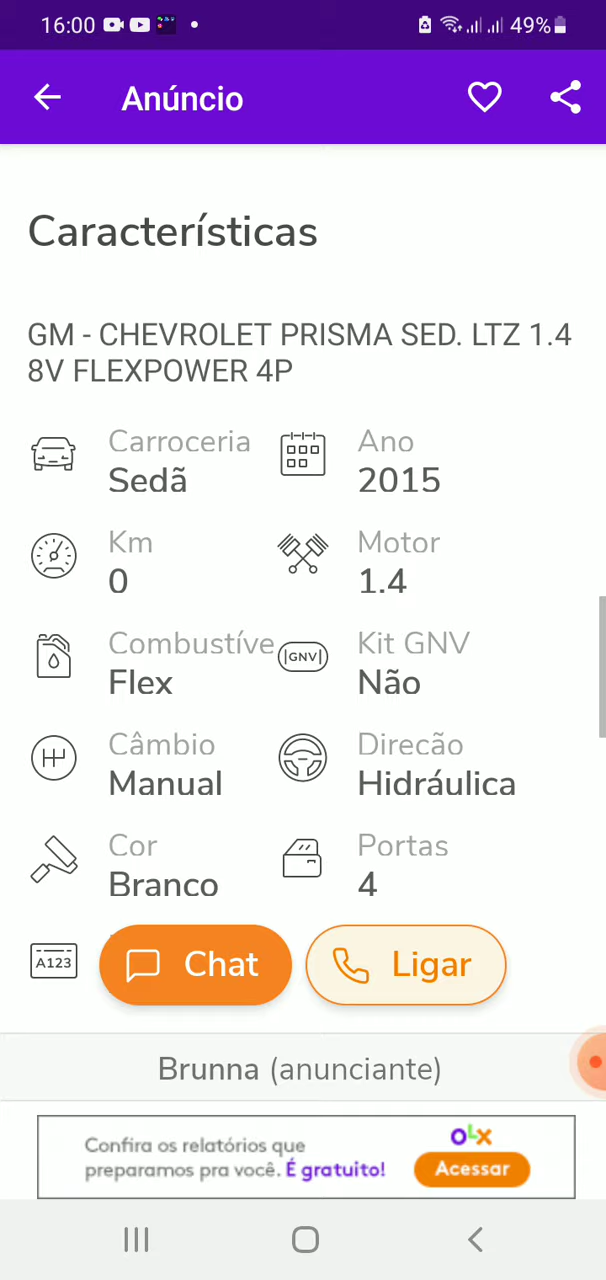 16:00 49%
Anúncio
Características
GM - CHEVROLET PRISMA SED. LTZ 1.4
8V FLEXPOWER 4P
Carroceria Ano
Sedã 2015
Km Motor
0 1.4
Combustíve Kit GNV
GNV
Flex Não
Câmbio Direcão
Manual Hidráulica
Cor Portas
Branco 4
A123 Chat Ligar
Brunna (anunciante)
Confira os relatórios que OLX
preparamos pra você. É gratuito! Acessar